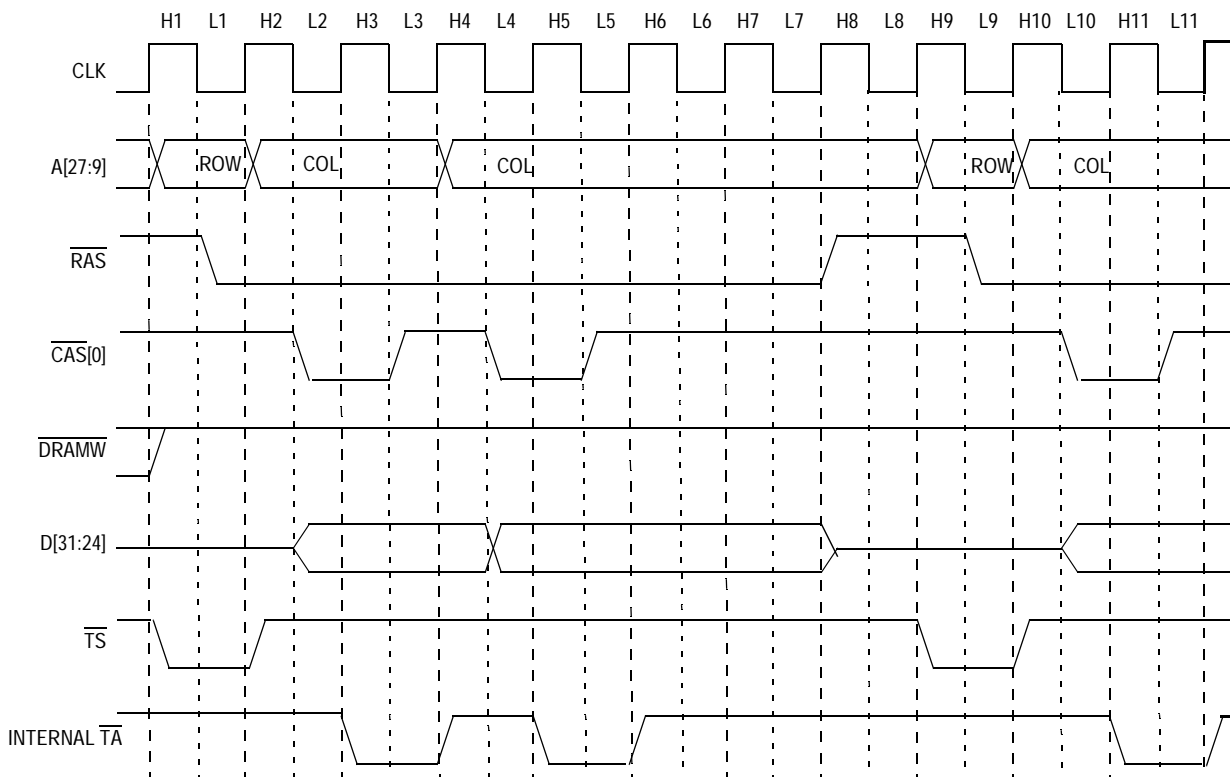 H1 L1 H2 L2 H3 L3 H4 L4 H5 L5 H6 L6 H7 L7 H8 L8 H9 L9 H10 L10 H11 L11
CLK
A[27:9] ROW COL COL ROW COL
RAS
CAS[0]
DRAMW
D[31:24]
TS
INTERNAL TA